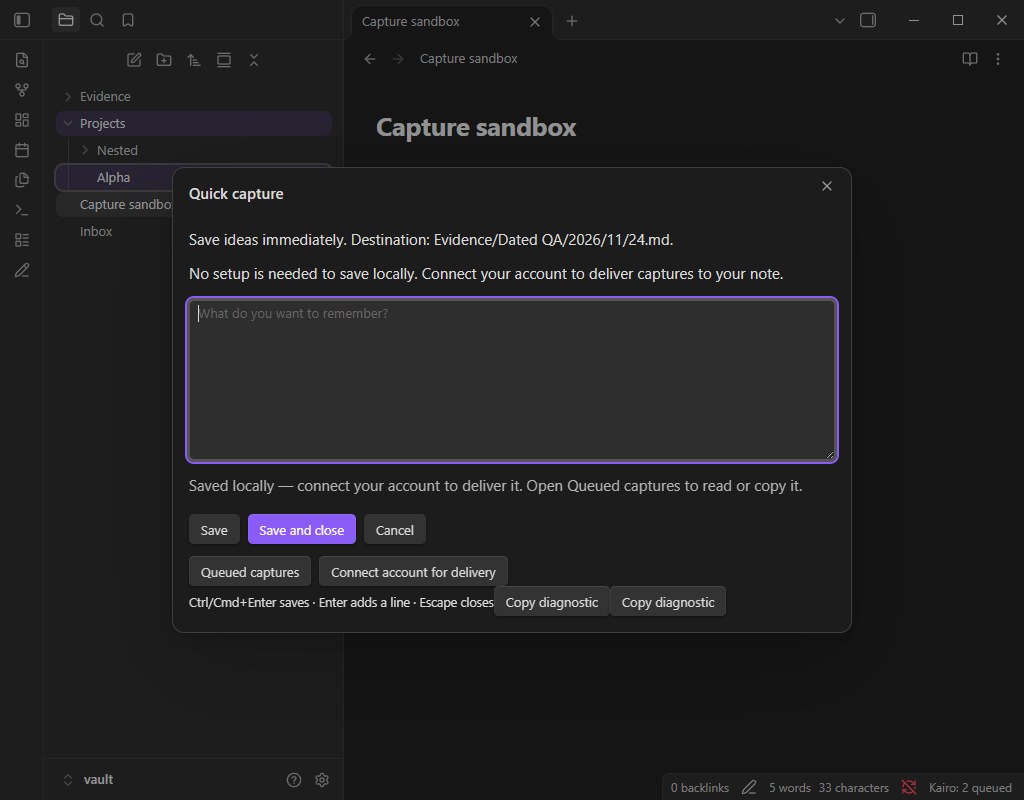 Capture sandbox
Capture sandbox
Evidence
Projects
Nested
Alpha
Capture sandbo
Inbox
Capture sandbox
Quick capture
Save ideas immediately. Destination: Evidence/Dated QA/2026/11/24.md.
No setup is needed to save locally. Connect your account to deliver captures to your note.
What do you want to remember?
Saved locally — connect your account to deliver it. Open Queued captures to read or copy it.
Save Save and close Cancel
Queued captures Connect account for delivery
Ctrl/Cmd+Enter saves · Enter adds a line · Escape closes Copy diagnostic Copy diagnostic
vault
0 backlinks 5 words 33 characters Kairo: 2 queued